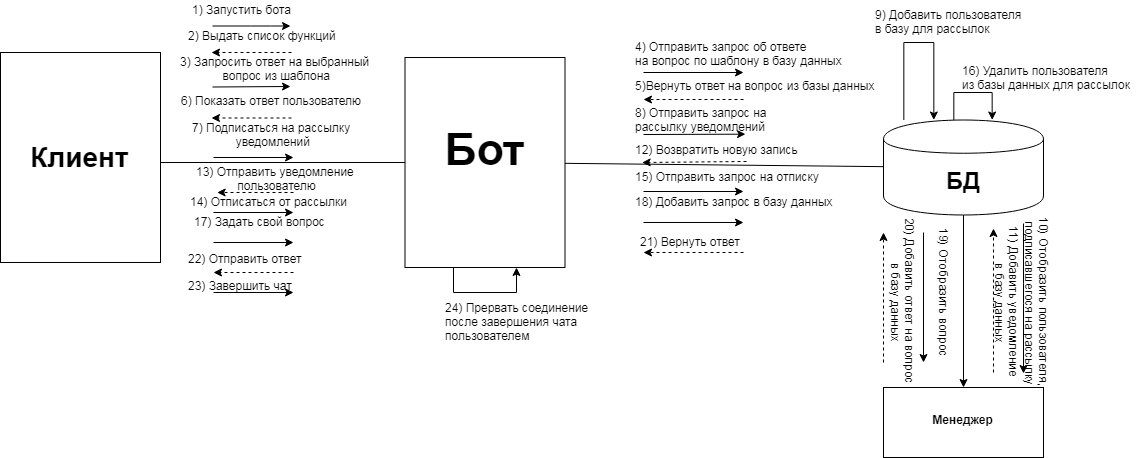 1) Запустить бота
2) Выдать список функций
3) Запросить ответ на выбранный
вопрос из шаблона
6) Показать ответ пользователю
7) Подписаться на рассылку
уведомлений
13) Отправить уведомление
пользователю
14) Отписаться от рассылки
17) Задать свой вопрос
22) Отправить ответ
23) Завершить чат
Клиент
Бот
24) Прервать соединение
после завершения чата
пользователем
4) Отправить запрос об ответе
на вопрос по шаблону в базу данных
5)Вернуть ответ на вопрос из базы данных
8) Отправить запрос на
рассылку уведомлений
12) Возвратить новую запись
15) Отправить запрос на отписку
18) Добавить запрос в базу данных
21) Вернуть ответ
9) Добавить пользователя
в базу для рассылок
16) Удалить пользователя
из базы данных для рассылок
БД
10) Отобразить пользователя,
подписавшегося на рассылку
11) Добавить уведомление
в базу данных
19) Отобразить вопрос
20) Добавить ответ на вопрос
в базу данных
Менеджер